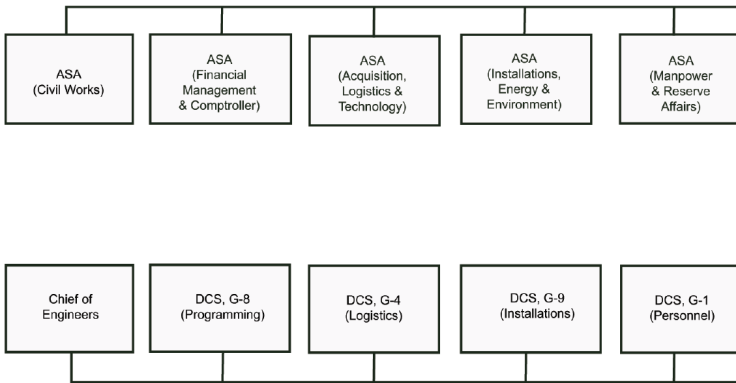 ASA
(Civil Works)
ASA
(Financial
Management
& Comptroller)
ASA
(Acquisition,
Logistics &
Technology)
ASA
(Installations,
Energy &
Environment)
ASA
(Manpower
& Reserve
Affairs)
Chief of
Engineers
DCS, G-8
(Programming)
DCS, G-4
(Logistics)
DCS, G-9
(Installations)
DCS, G-1
(Personnel)